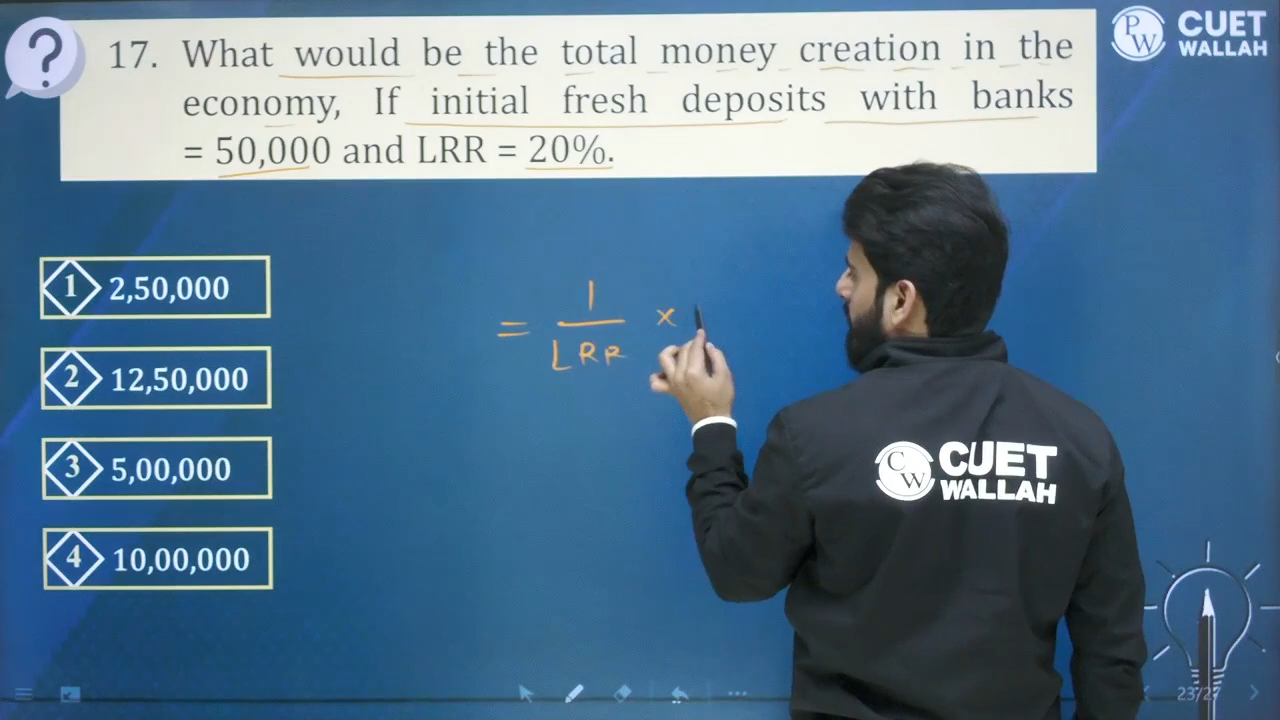 ?
17. What would be the total money creation in the
economy, If initial fresh deposits with banks
= 50,000 and LRR = 20%.
PW CUET
WALLAH
1 2,50,000
2 12,50,000
3 5,00,000
4 10,00,000
= 1
LRR ×
CW CUET
WALLAH